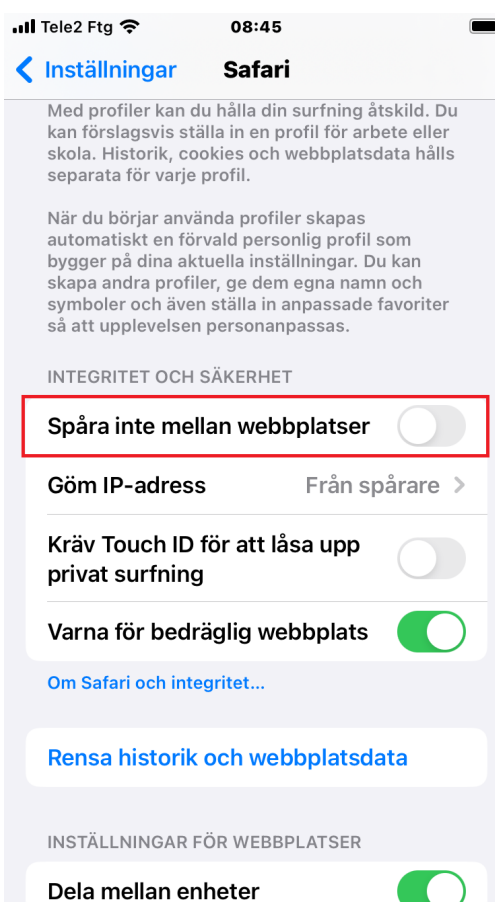 Tele2 Ftg 08:45
Inställningar Safari
Med profiler kan du hålla din surfning åtskild. Du
kan förslagsvis ställa in en profil för arbete eller
skola. Historik, cookies och webbplatsdata hålls
separata för varje profil.
När du börjar använda profiler skapas
automatiskt en förvald personlig profil som
bygger på dina aktuella inställningar. Du kan
skapa andra profiler, ge dem egna namn och
symboler och även ställa in anpassade favoriter
så att upplevelsen personanpassas.
INTEGRITET OCH SÄKERHET
Spåra inte mellan webbplatser
Göm IP-adress Från spårare
Kräv Touch ID för att låsa upp
privat surfning
Varna för bedräglig webbplats
Om Safari och integritet...
Rensa historik och webbplatsdata
INSTÄLLNINGAR FÖR WEBBPLATSER
Dela mellan enheter